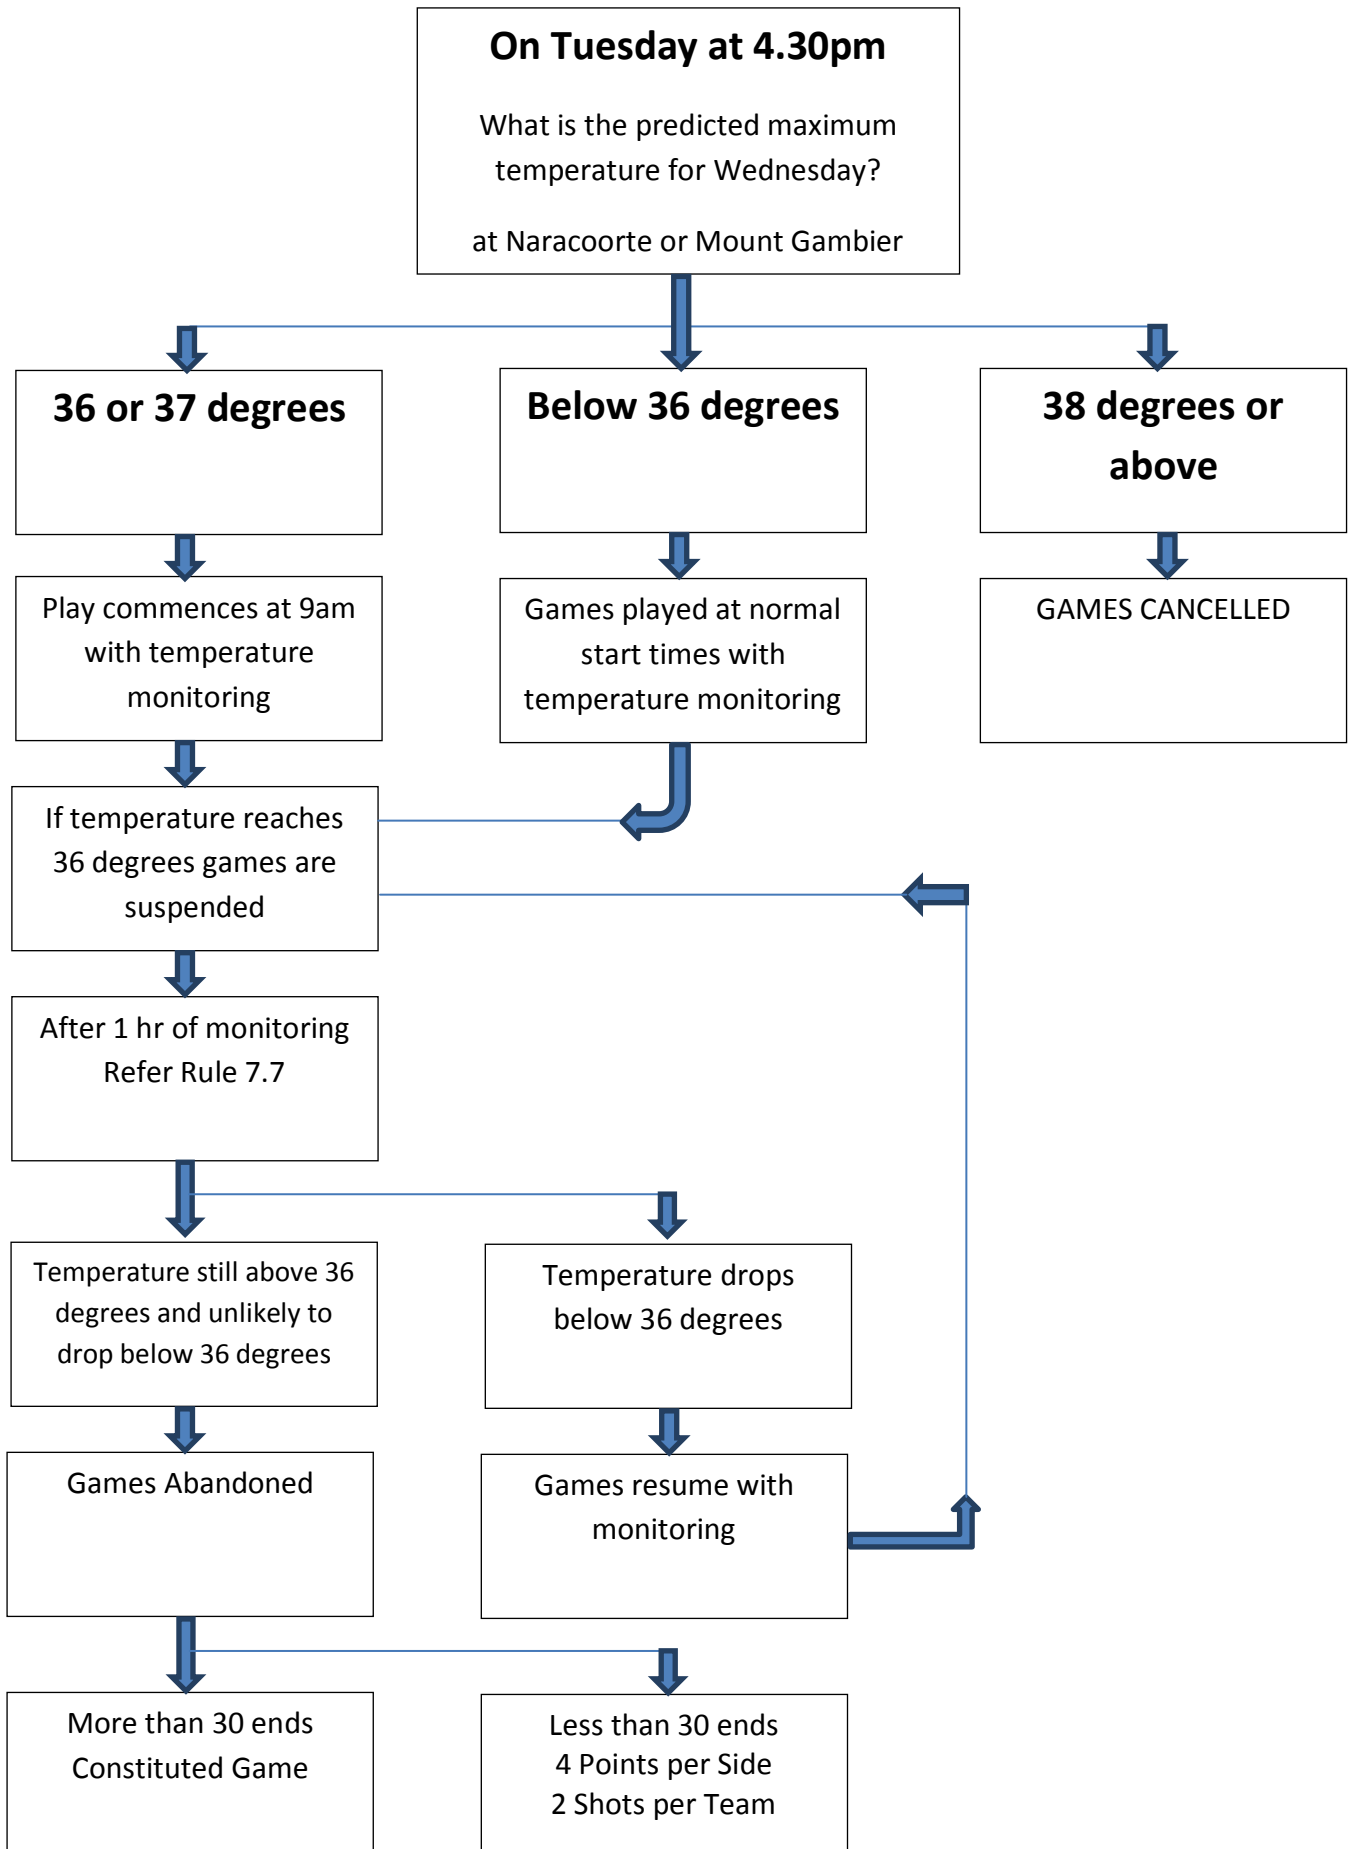 On Tuesday at 4.30pm
What is the predicted maximum
temperature for Wednesday?
at Naracoorte or Mount Gambier
36 or 37 degrees
Below 36 degrees
38 degrees or
above
Play commences at 9am
with temperature
monitoring
Games played at normal
start times with
temperature monitoring
GAMES CANCELLED
If temperature reaches
36 degrees games are
suspended
After 1 hr of monitoring
Refer Rule 7.7
Temperature still above 36
degrees and unlikely to
drop below 36 degrees
Temperature drops
below 36 degrees
Games Abandoned
Games resume with
monitoring
More than 30 ends
Constituted Game
Less than 30 ends
4 Points per Side
2 Shots per Team